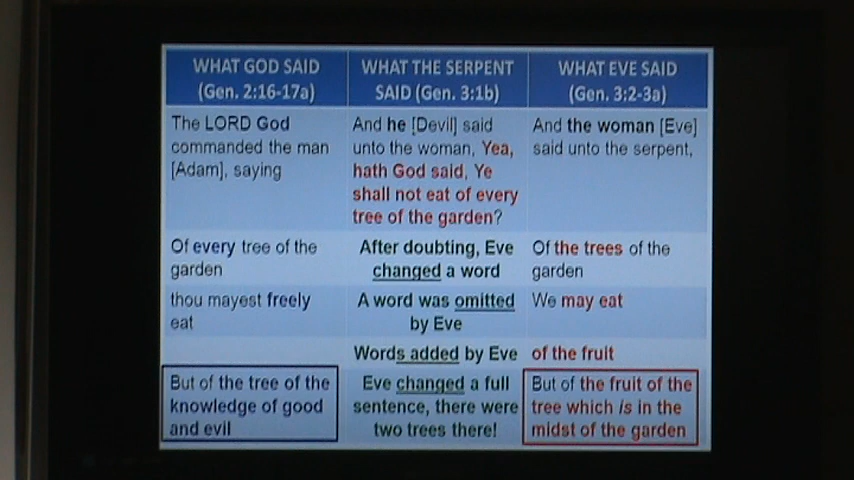 WHAT GOD SAID
(Gen. 2:16-17a)
WHAT THE SERPENT
SAID (Gen. 3:1b)
WHAT EVE SAID
(Gen. 3:2-3a)
The LORD God
commanded the man
[Adam], saying
And he [Devil] said
unto the woman, Yea,
hath God said, Ye
shall not eat of every
tree of the garden?
And the woman [Eve]
said unto the serpent,
Of every tree of the
garden
After doubting, Eve
changed a word
Of the trees of the
garden
thou mayest freely
eat
A word was omitted
by Eve
We may eat
Words added by Eve
of the fruit
But of the tree of the
knowledge of good
and evil
Eve changed a full
sentence, there were
two trees there!
But of the fruit of the
tree which is in the
midst of the garden